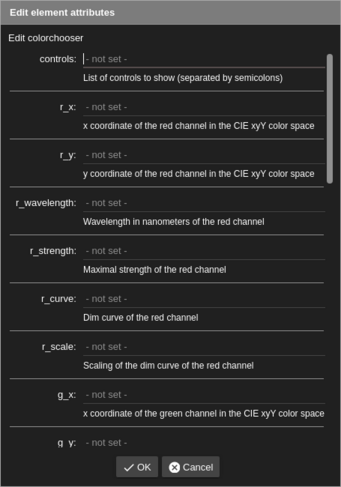 Edit element attributes
Edit colorchooser
controls: - not set -
List of controls to show (separated by semicolons)
r_x: - not set -
x coordinate of the red channel in the CIE xyY color space
r_y: - not set -
y coordinate of the red channel in the CIE xyY color space
r_wavelength: - not set -
Wavelength in nanometers of the red channel
r_strength: - not set -
Maximal strength of the red channel
r_curve: - not set -
Dim curve of the red channel
r_scale: - not set -
Scaling of the dim curve of the red channel
g_x: - not set -
x coordinate of the green channel in the CIE xyY color space
g_y: - not set -
OK Cancel